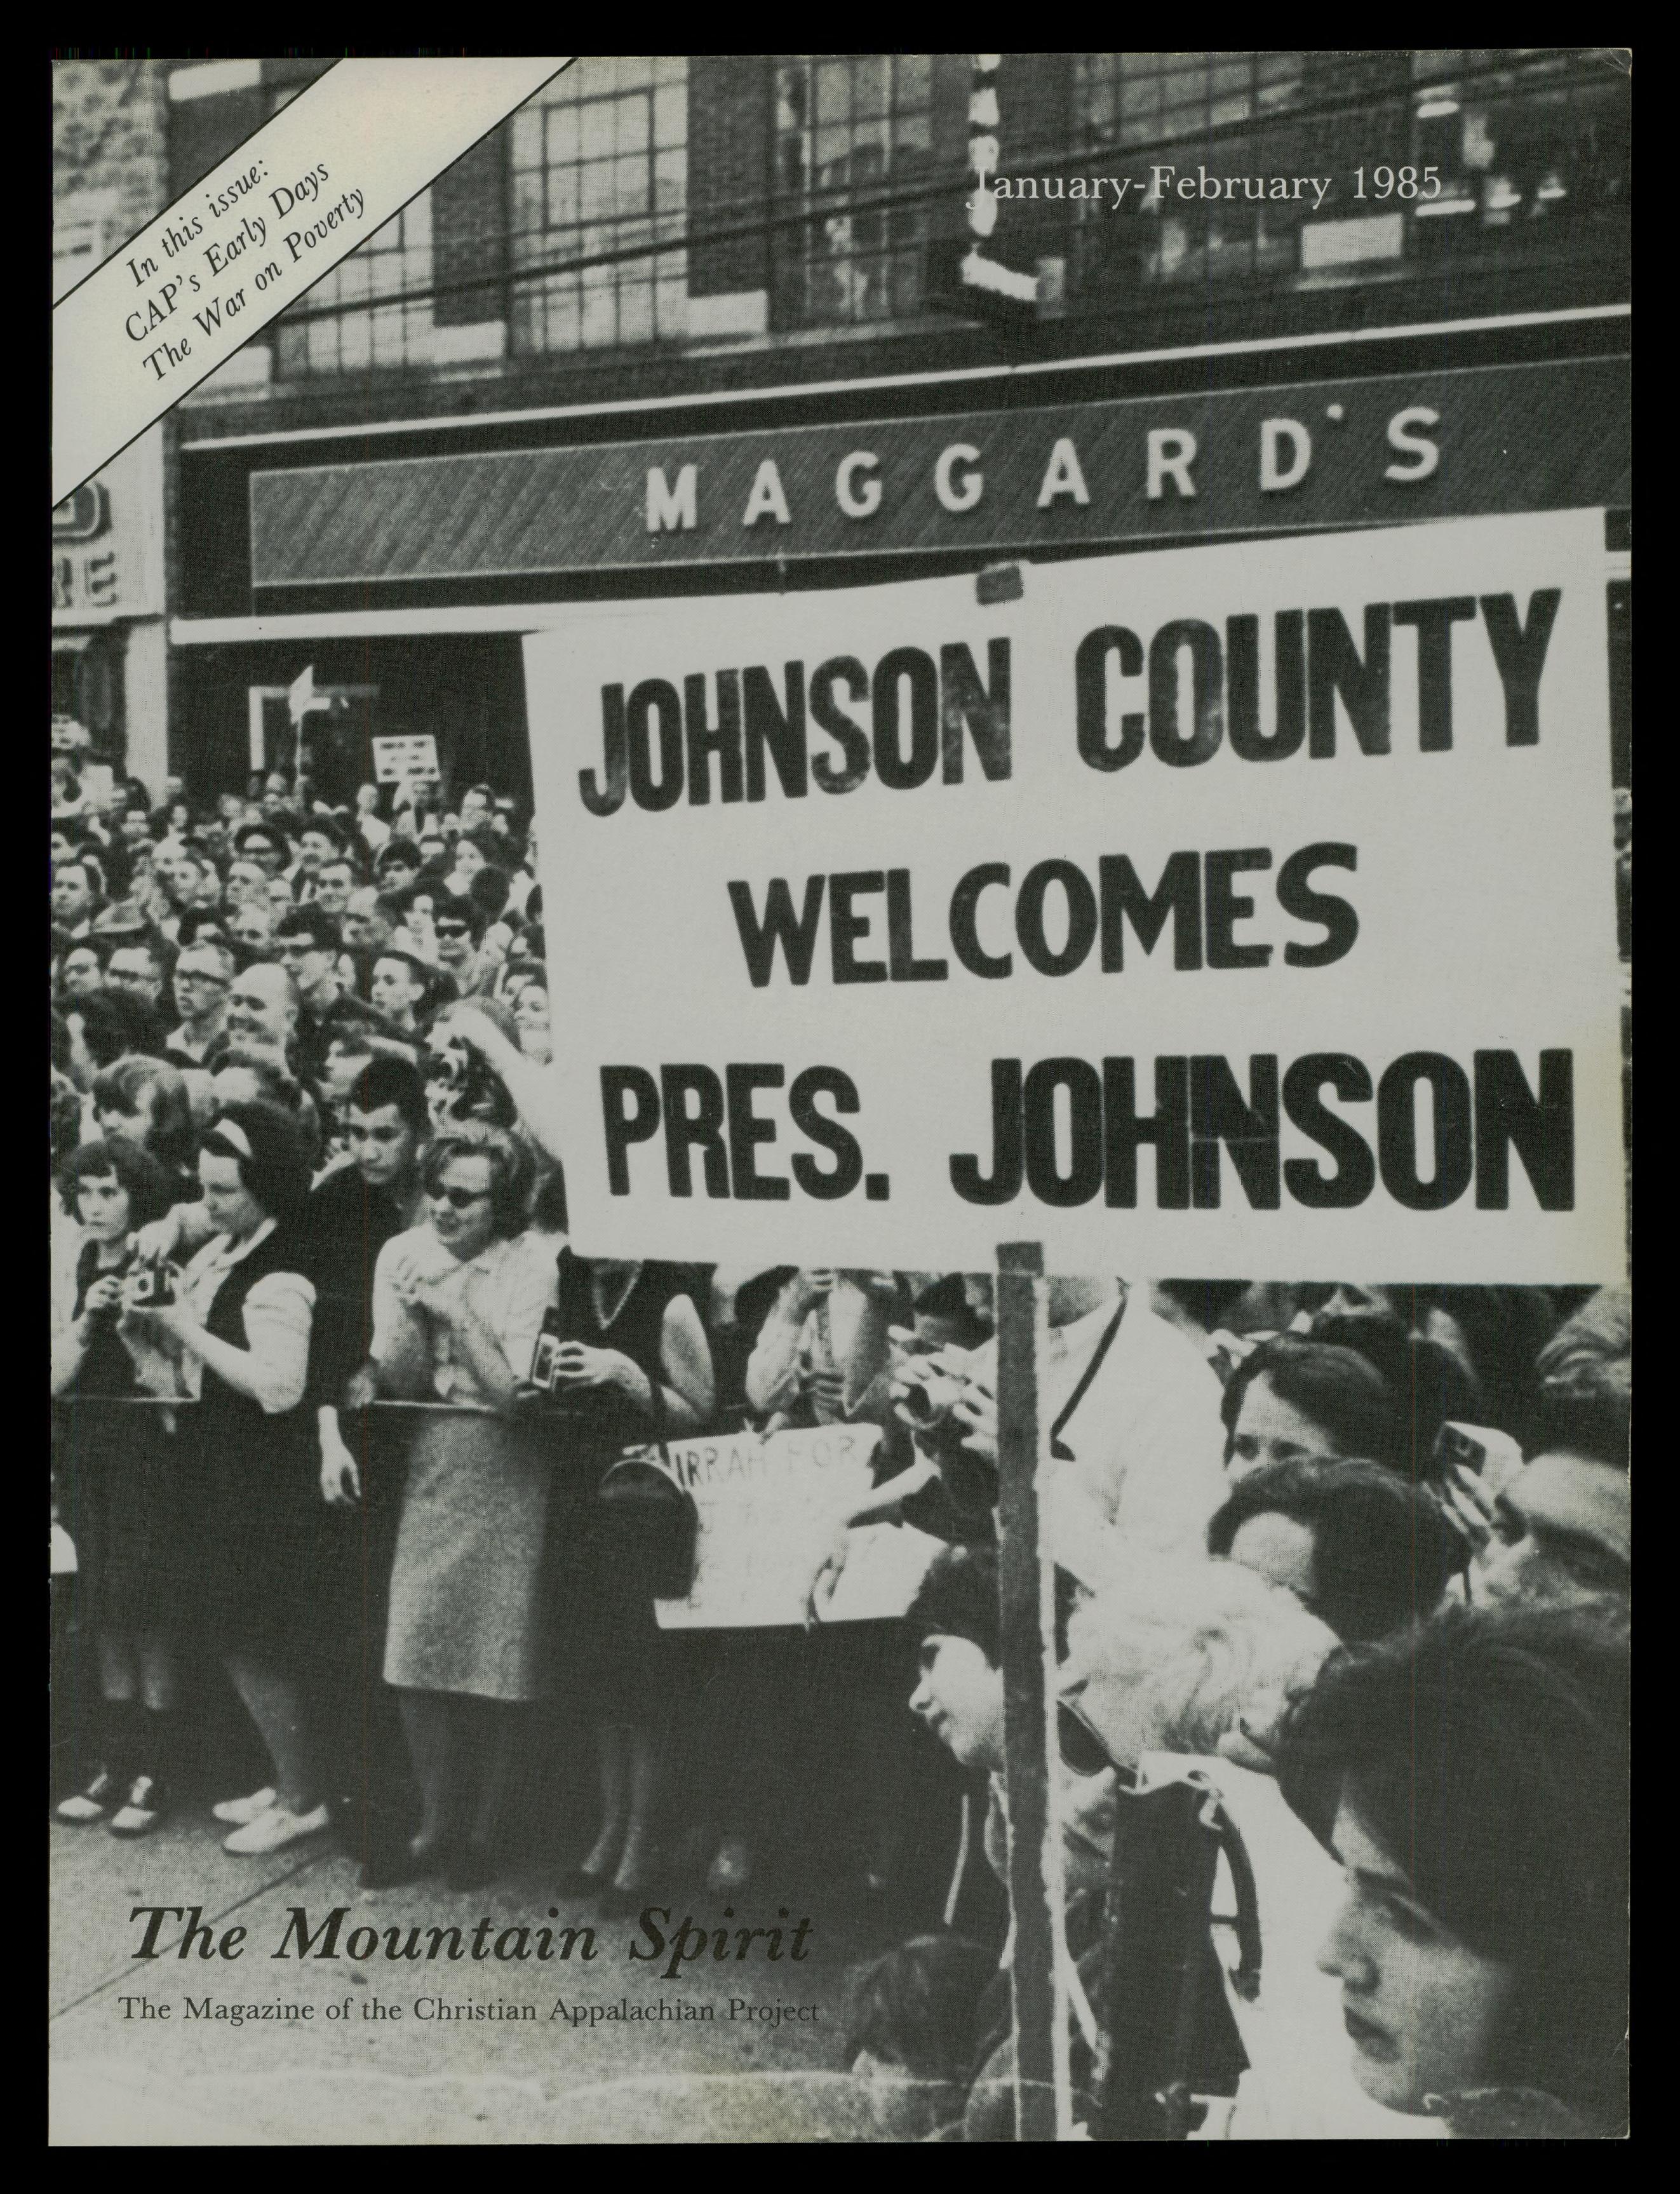 In this issue:
CAP's Early Days
The War on Poverty
January-February 1985
MAGGARD'S
JOHNSON COUNTY
WELCOMES
PRES. JOHNSON
FOR
The Mountain Spirit
The Magazine of the Christian Appalachian Project